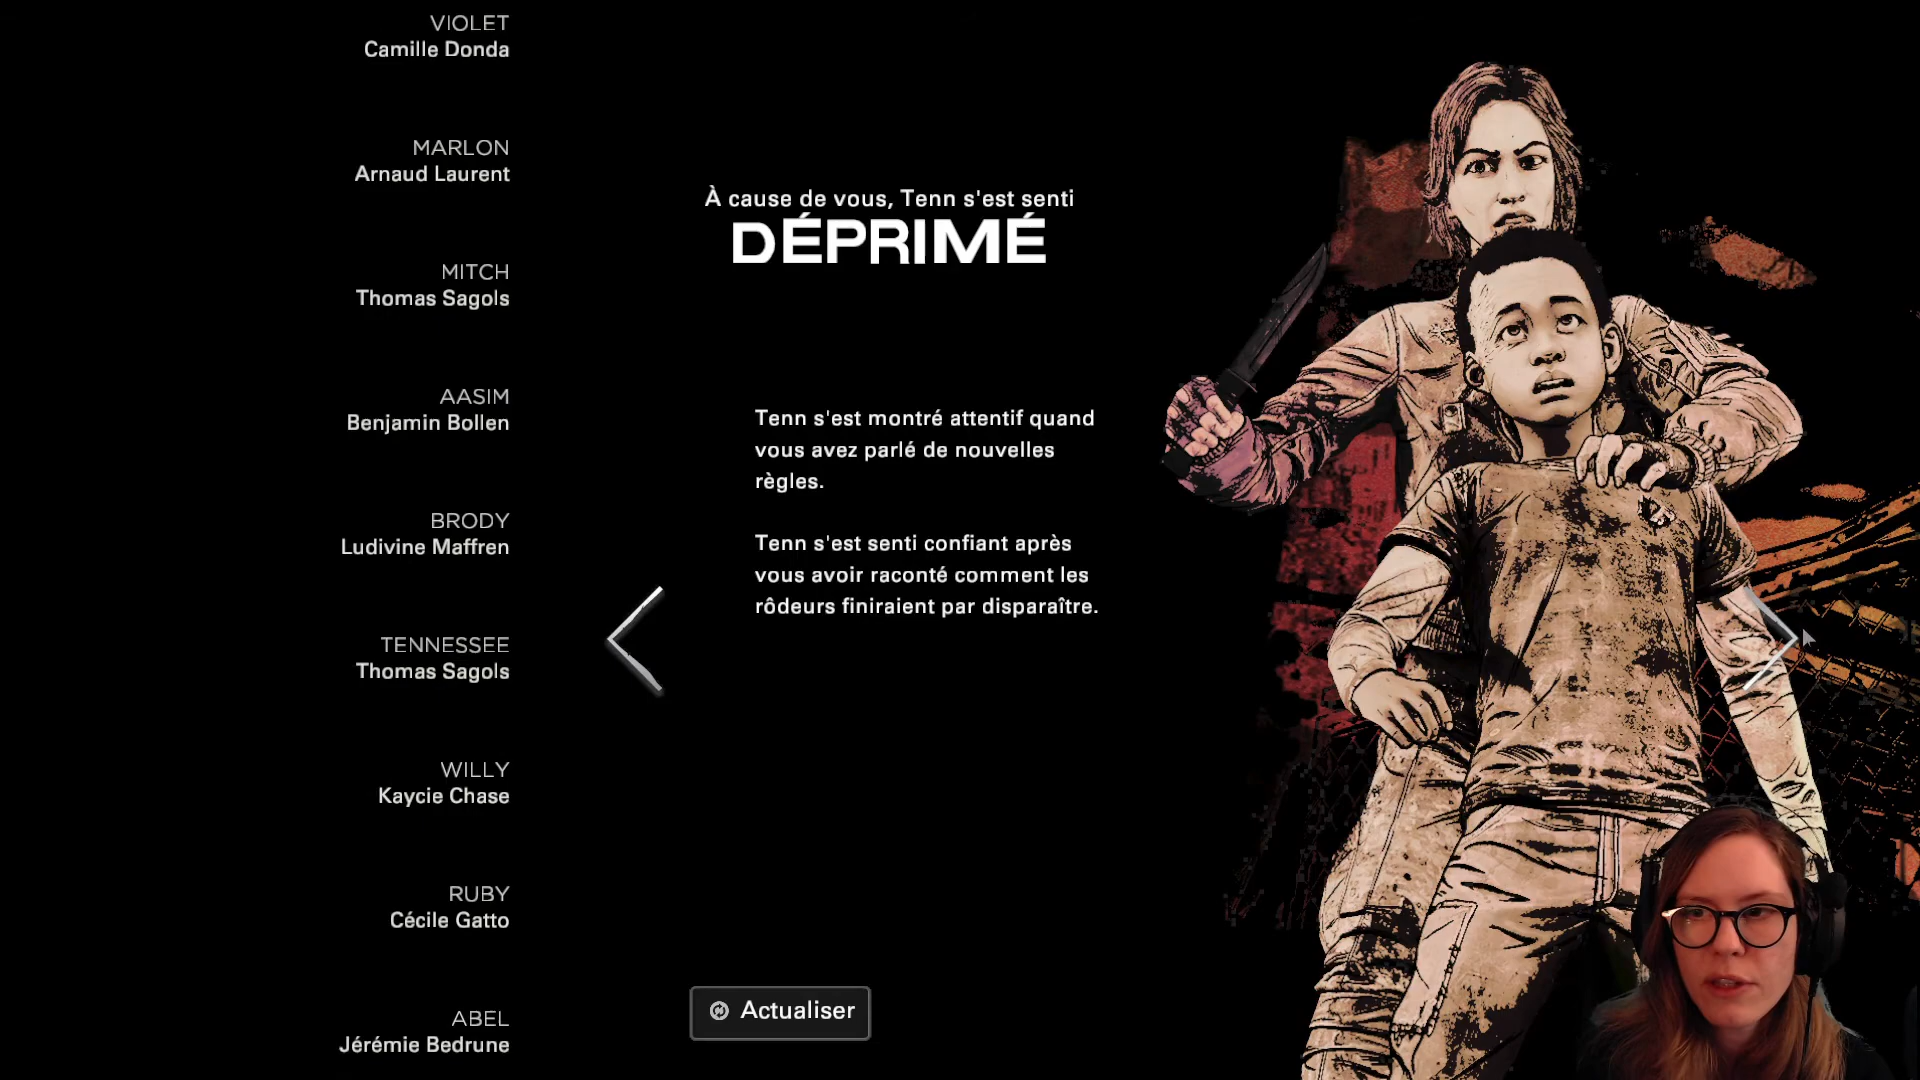 VIOLET
Camille Donda
MARLON
Arnaud Laurent
MITCH
Thomas Sagols
AASIM
Benjamin Bollen
BRODY
Ludivine Maffren
TENNESSEE
Thomas Sagols
WILLY
Kaycie Chase
RUBY
Cécile Gatto
ABEL
Jérémie Bedrune
À cause de vous, Tenn s'est senti
DÉPRIMÉ
Tenn s'est montré attentif quand
vous avez parlé de nouvelles
règles.
Tenn s'est senti confiant après
vous avoir raconté comment les
rôdeurs finiraient par disparaître.
Actualiser